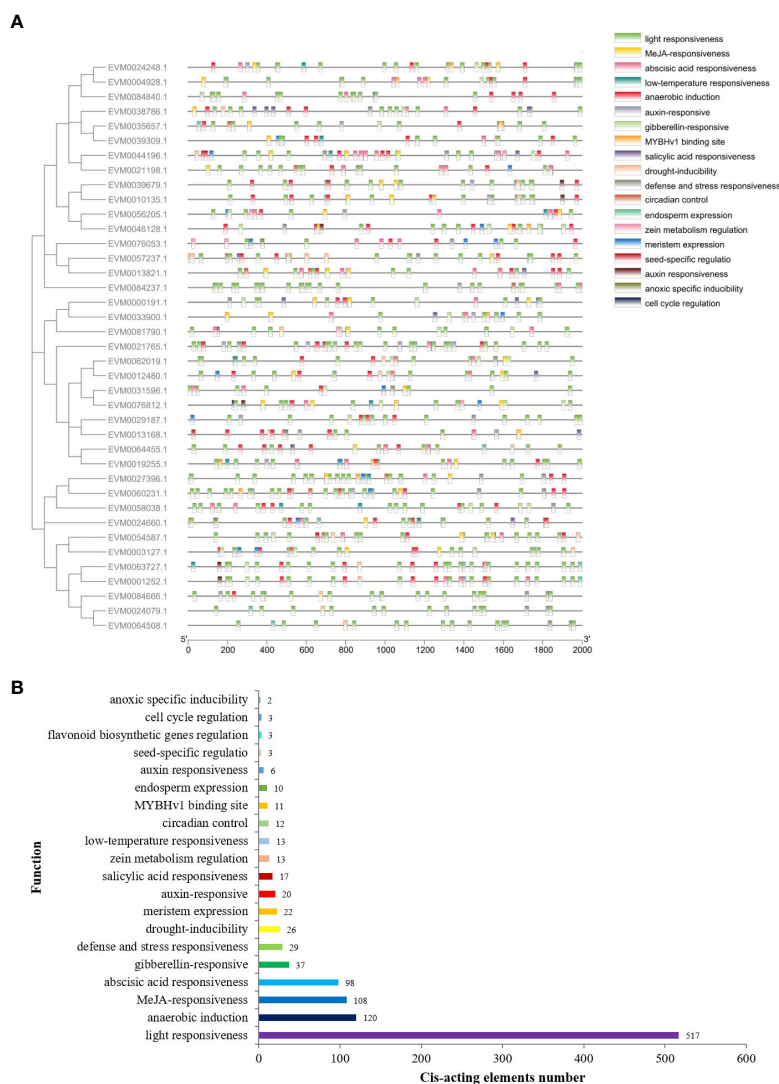 A
EVM0024248.1
EVM0004928.1
EVM0084840.1
EVM0038786.1
EVM0035657.1
EVM0039309.1
EVM0044196.1
EVM0021198.1
EVM0039679.1
EVM0010135.1
EVM0056205.1
EVM0046128.1
EVM0076053.1
EVM0057237.1
EVM0013821.1
EVM0084237.1
EVM0000191.1
EVM0033900.1
EVM0081790.1
EVM0021765.1
EVM0062019.1
EVM0012480.1
EVM0031596.1
EVM0076812.1
EVM0029187.1
EVM0013168.1
EVM0064455.1
EVM0019255.1
EVM0027396.1
EVM0060231.1
EVM0058038.1
EVM0024660.1
EVM0054587.1
EVM0003127.1
EVM0063727.1
EVM0001252.1
EVM0084666.1
EVM0024079.1
EVM0064508.1
5' 3'
0 200 400 600 800 1000 1200 1400 1600 1800 2000
light responsiveness
MeJA-responsiveness
abscisic acid responsiveness
low-temperature responsiveness
anaerobic induction
auxin-responsive
gibberellin-responsive
MYBHv1 binding site
salicylic acid responsiveness
drought-inducibility
defense and stress responsiveness
circadian control
endosperm expression
zein metabolism regulation
meristem expression
seed-specific regulatio
auxin responsiveness
anoxic specific inducibility
cell cycle regulation
B
Function
anoxic specific inducibility 2
cell cycle regulation 3
flavonoid biosynthetic genes regulation 3
seed-specific regulatio 3
auxin responsiveness 6
endosperm expression 10
MYBHv1 binding site 11
circadian control 12
low-temperature responsiveness 13
zein metabolism regulation 13
salicylic acid responsiveness 17
auxin-responsive 20
meristem expression 22
drought-inducibility 26
defense and stress responsiveness 29
gibberellin-responsive 37
abscisic acid responsiveness 98
MeJA-responsiveness 108
anaerobic induction 120
light responsiveness 517
0 100 200 300 400 500 600
Cis-acting elements number